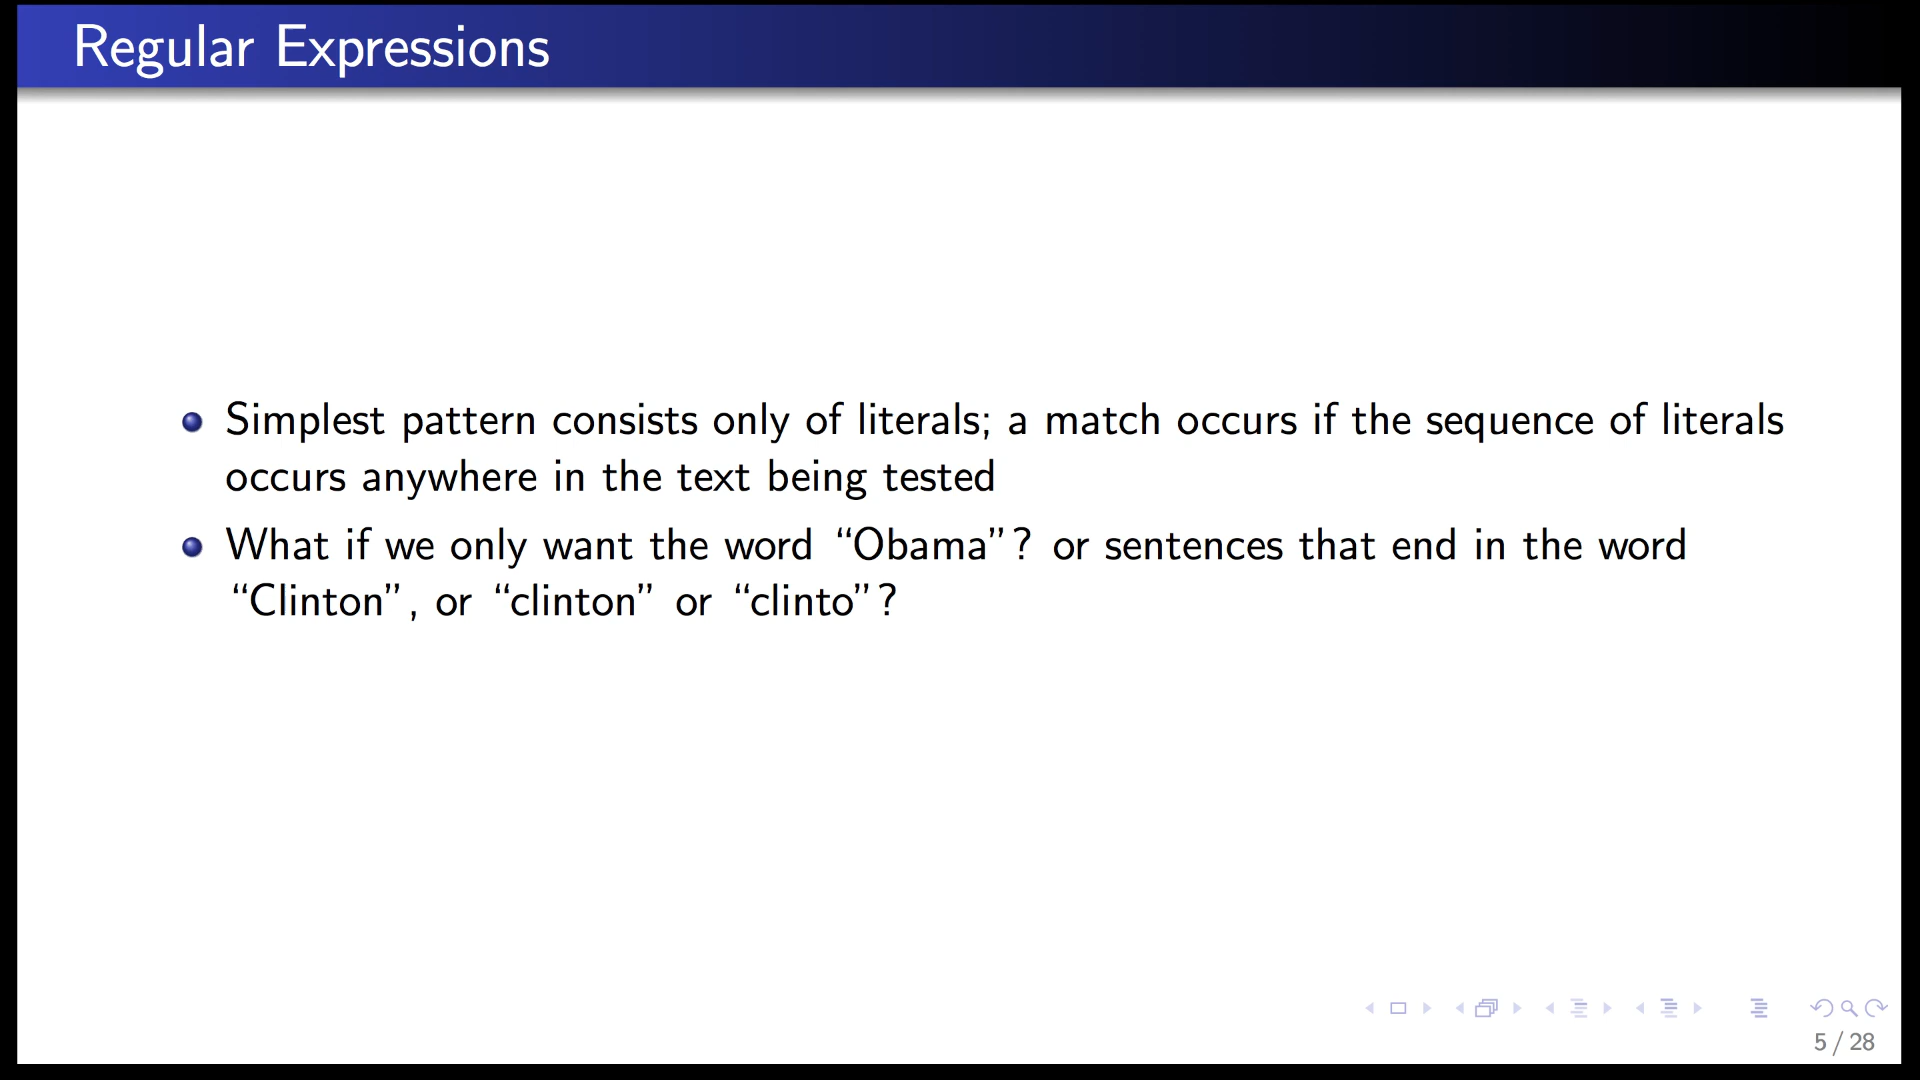 Regular Expressions
Simplest pattern consists only of literals; a match occurs if the sequence of literals
occurs anywhere in the text being tested
What if we only want the word “Obama”? or sentences that end in the word
“Clinton”, or “clinton” or “clinto”?
5 / 28